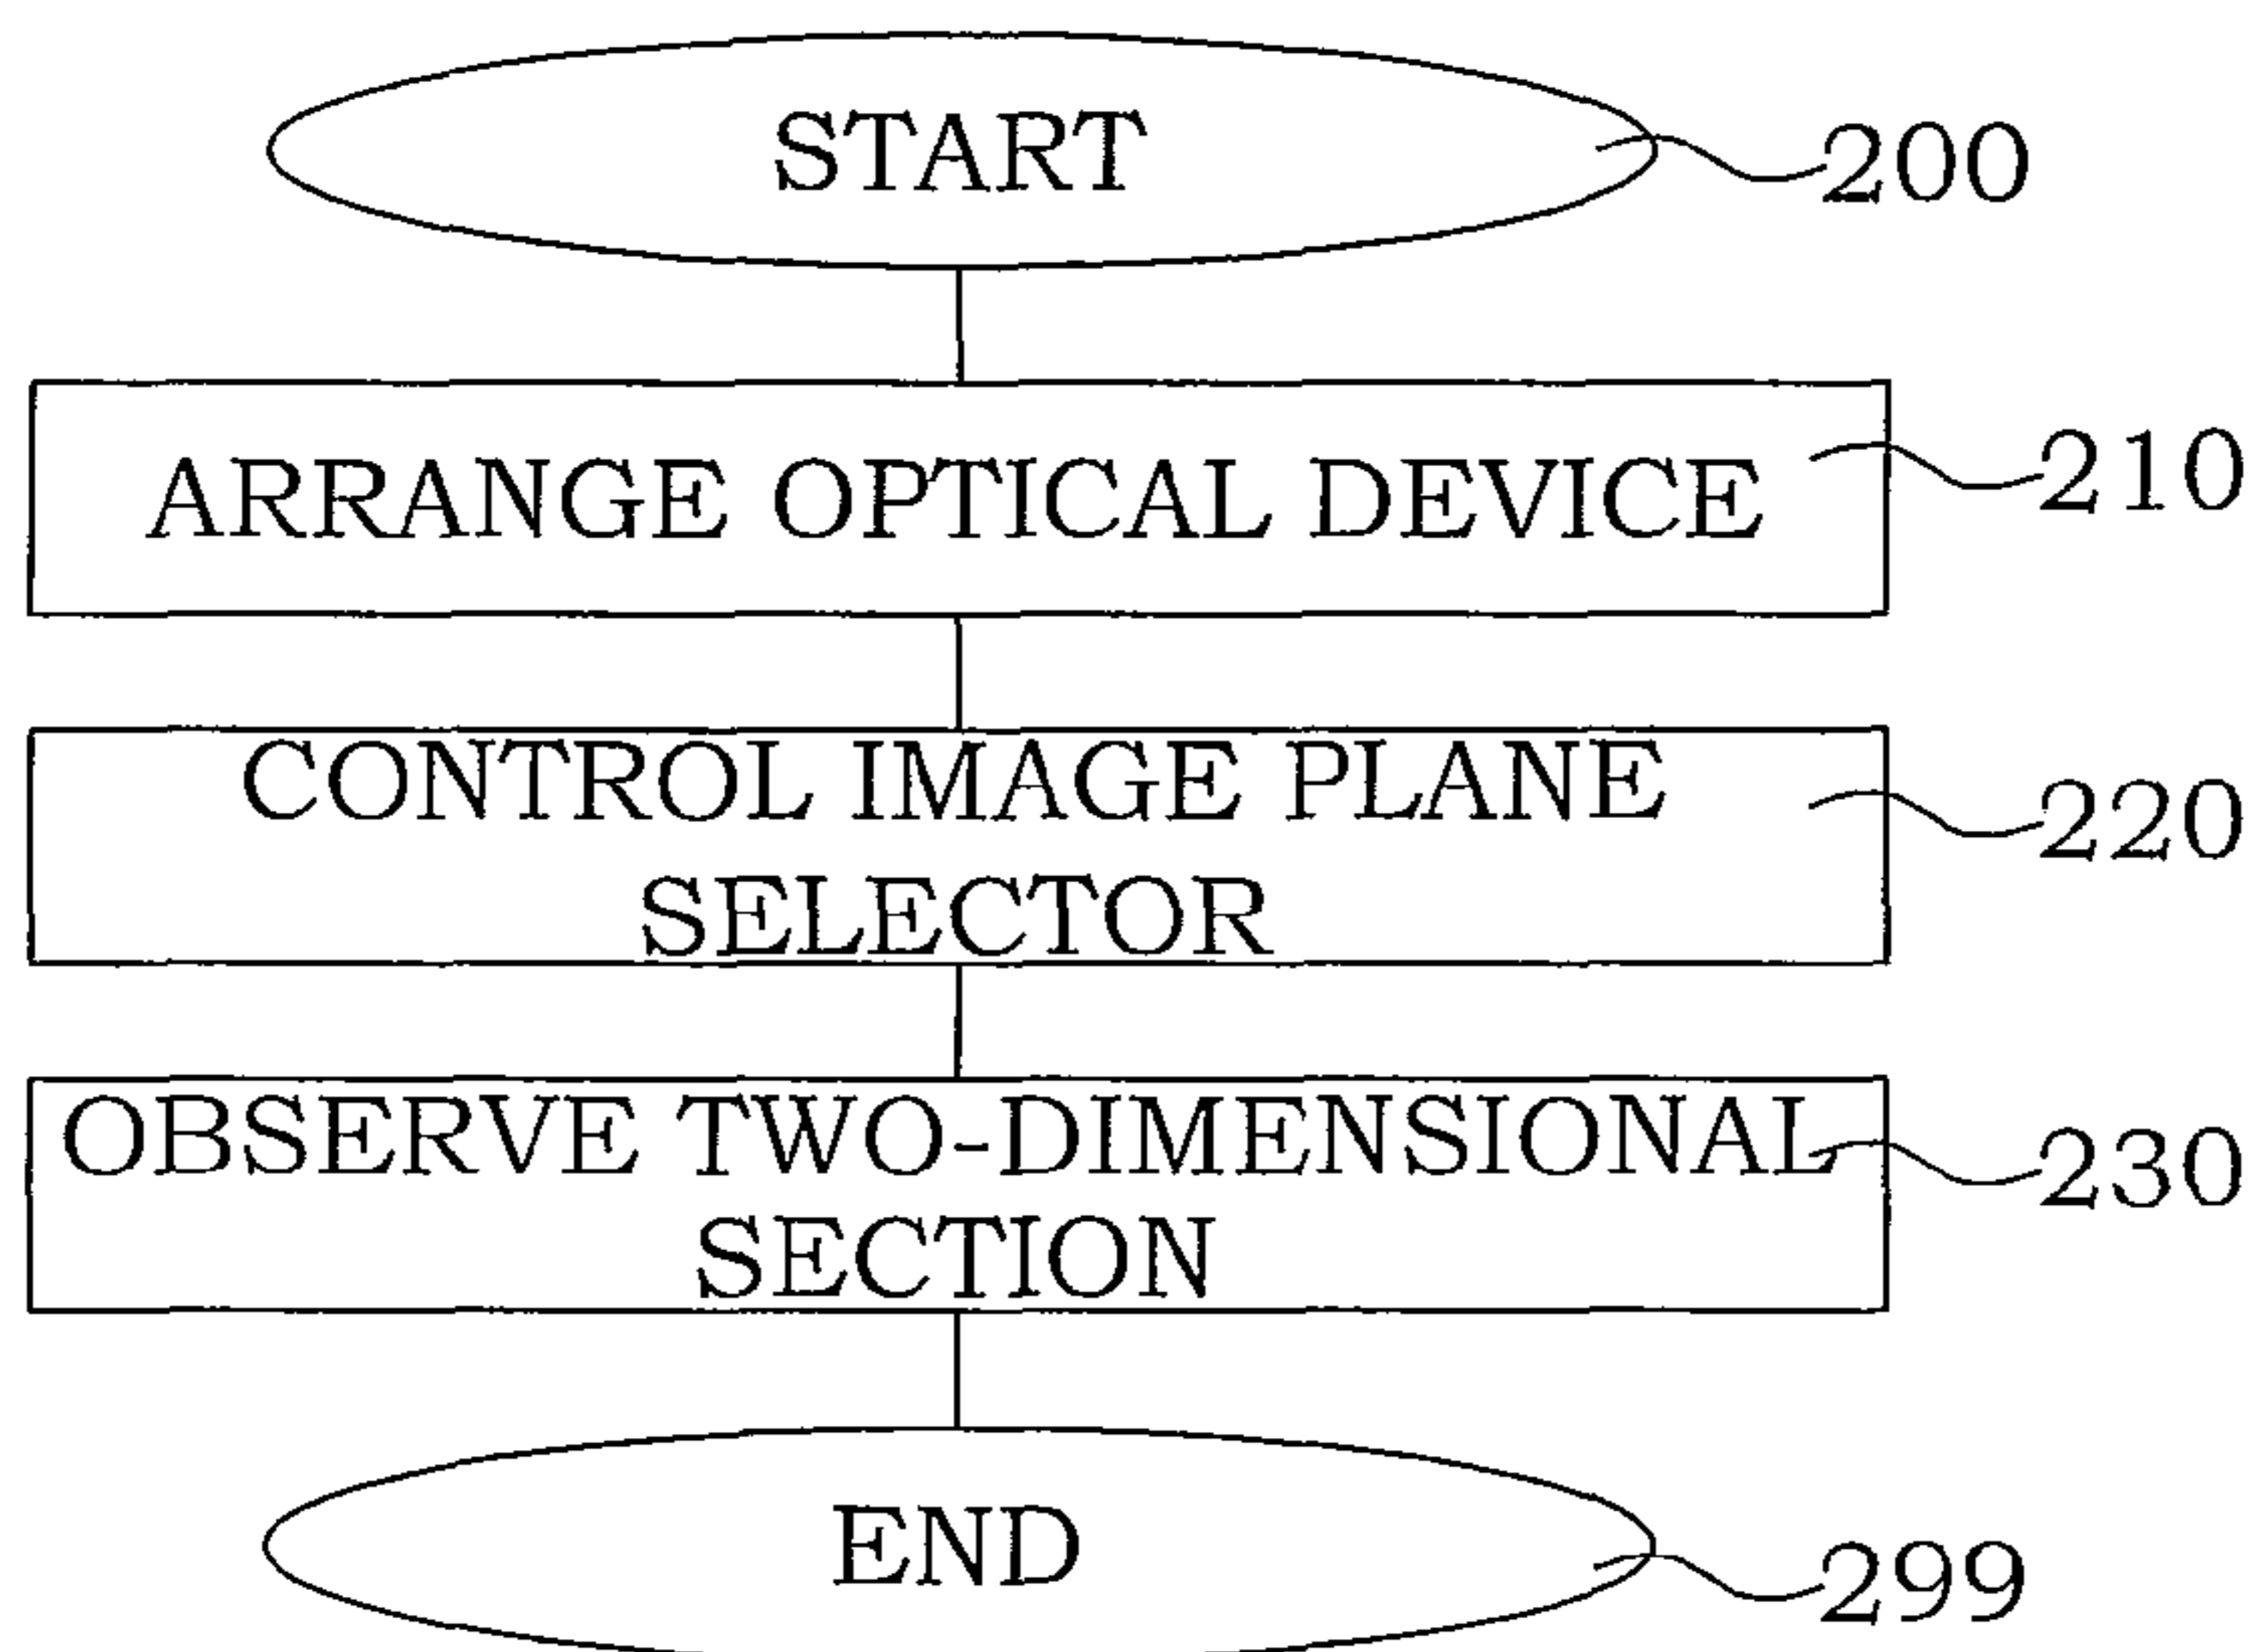 START
200
ARRANGE OPTICAL DEVICE
210
CONTROL IMAGE PLANE
SELECTOR
220
OBSERVE TWO-DIMENSIONAL
SECTION
230
END
299